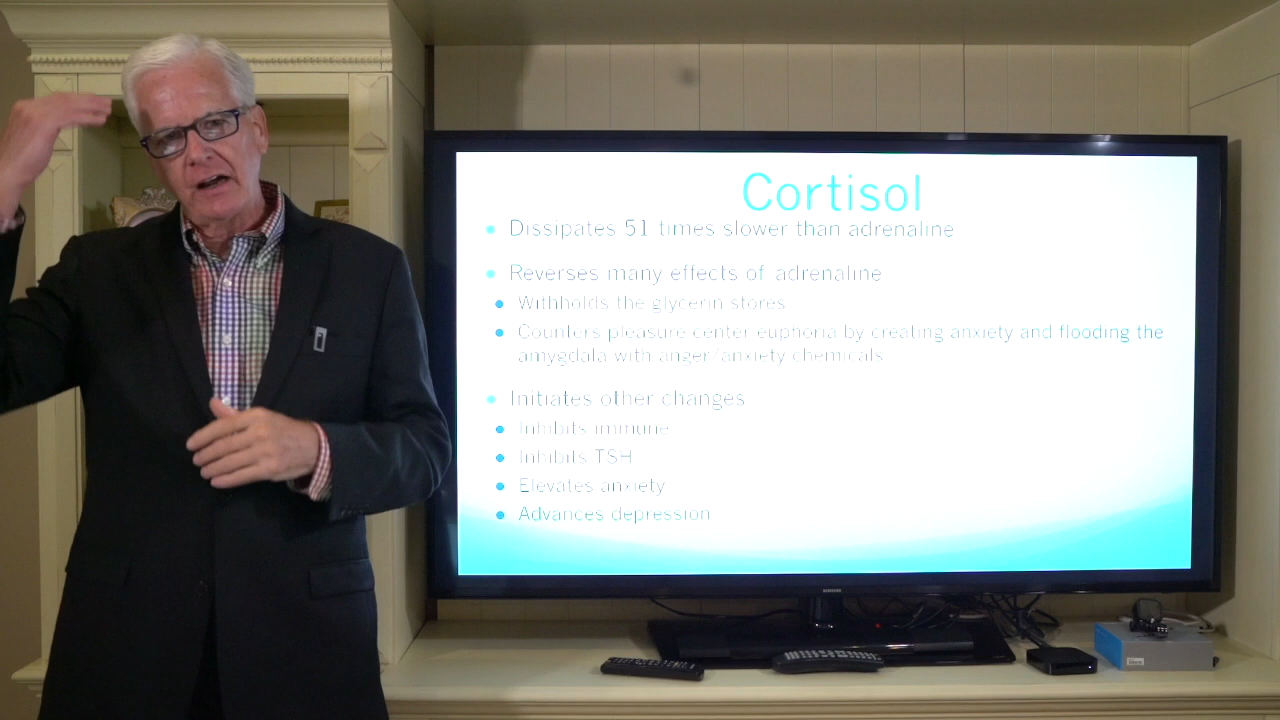 Cortisol
Dissipates 51 times slower than adrenaline
Reverses many effects of adrenaline
Withholds the glycerin stores
Counters pleasure center euphoria by creating anxiety and flooding the
amygdala with anger/anxiety chemicals
Initiates other changes
Inhibits immune
Inhibits TSH
Elevates anxiety
Advances depression
SAMSUNG